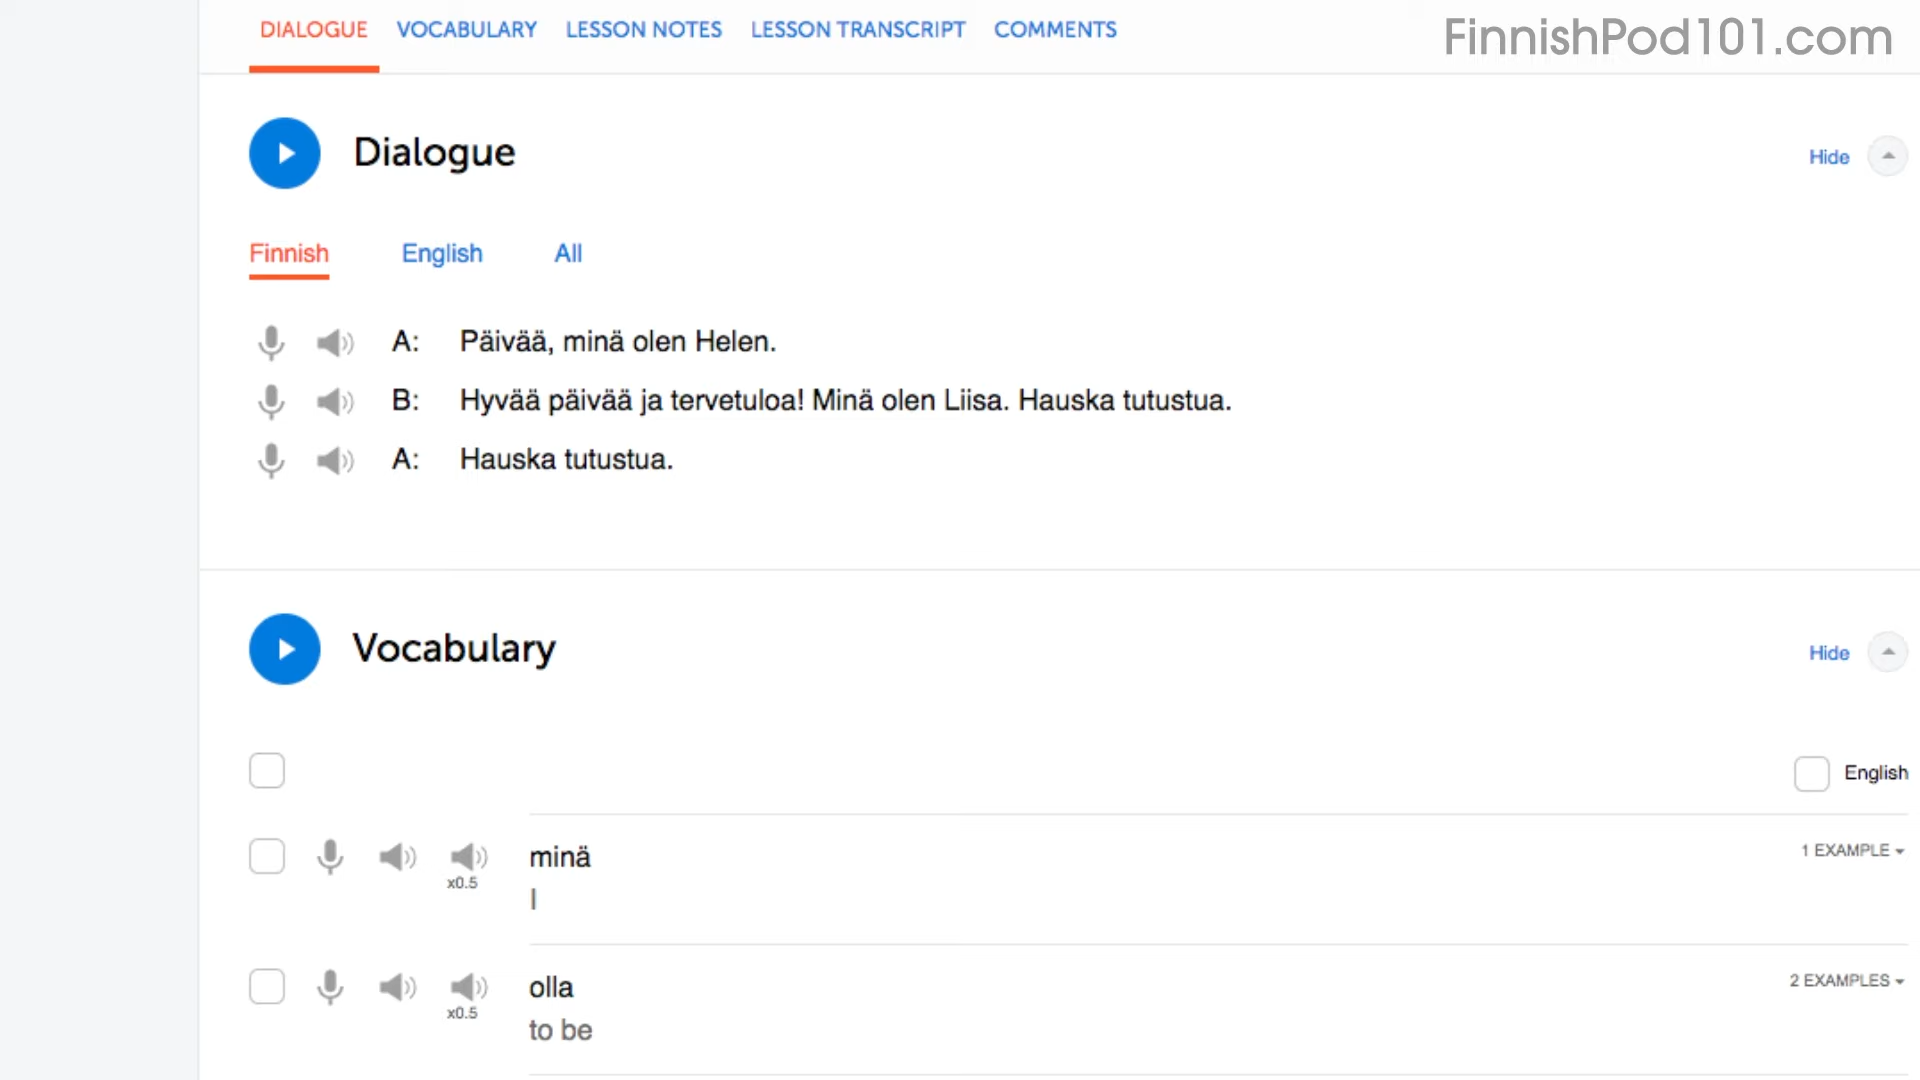 DIALOGUE VOCABULARY LESSON NOTES LESSON TRANSCRIPT COMMENTS
FinnishPod101.com
Dialogue
Hide
Finnish English All
A: Päivää, minä olen Helen.
B: Hyvää päivää ja tervetuloa! Minä olen Liisa. Hauska tutustua.
A: Hauska tutustua.
Vocabulary
Hide
English
minä
1 EXAMPLE
x0.5
I
olla
2 EXAMPLES
x0.5
to be